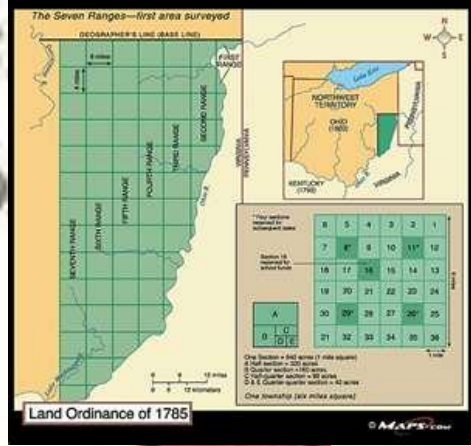 The Seven Ranges—first area surveyed
GEOGRAPHER'S LINE (BASE LINE)
6 miles
6 miles
FIRST
RANGE
SECOND RANGE
THIRD RANGE
FOURTH RANGE
FIFTH RANGE
SIXTH RANGE
SEVENTH RANGE
VIRGINIA
PENNSYLVANIA
Ohio R.
0 6 12 miles
0 6 12 kilometers
Land Ordinance of 1785
N
W E
S
Lake Erie
NORTHWEST
TERRITORY
OHIO
(1803)
PENNSYLVANIA
Ohio R.
VIRGINIA
KENTUCKY
(1792)
* Four sections
reserved for
subsequent sales
Section 16
reserved for
school funds
6 5 4 3 2 1
7 8* 9 10 11* 12
18 17 16 15 14 13
19 20 21 22 23 24
30 29* 28 27 26* 25
31 32 33 34 35 36
6 miles
1 mile
A
B C
D E
One Section = 640 acres (1 mile square)
A Half section = 320 acres
B Quarter section = 160 acres
C Half-quarter section = 80 acres
D & E Quarter-quarter section = 40 acres
One township (six miles square)
© MAPS.com